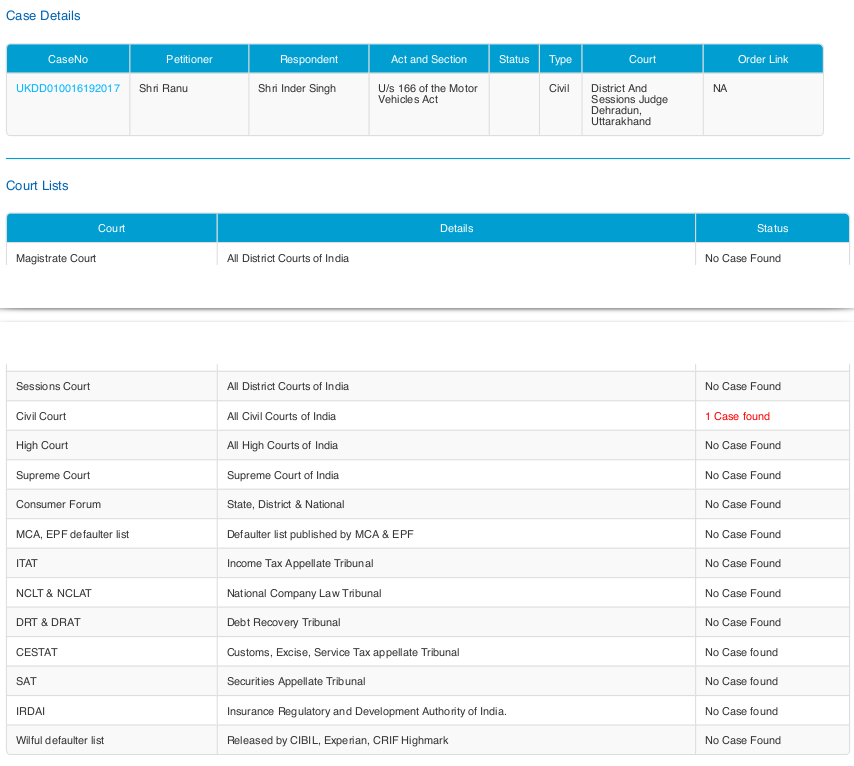 Case Details
CaseNo Petitioner Respondent Act and Section Status Type Court Order Link
UKDD010016192017 Shri Ranu Shri Inder Singh U/s 166 of the Motor Civil District And NA
Vehicles Act Sessions Judge
Dehradun,
Uttarakhand
Court Lists
Court Details Status
Magistrate Court All District Courts of India No Case Found
Sessions Court All District Courts of India No Case Found
Civil Court All Civil Courts of India 1 Case found
High Court All High Courts of India No Case Found
Supreme Court Supreme Court of India No Case Found
Consumer Forum State, District & National No Case Found
MCA, EPF defaulter list Defaulter list published by MCA & EPF No Case Found
ITAT Income Tax Appellate Tribunal No Case Found
NCLT & NCLAT National Company Law Tribunal No Case Found
DRT & DRAT Debt Recovery Tribunal No Case Found
CESTAT Customs, Excise, Service Tax appellate Tribunal No Case found
SAT Securities Appellate Tribunal No Case found
IRDAI Insurance Regulatory and Development Authority of India. No Case found
Wilful defaulter list Released by CIBIL, Experian, CRIF Highmark No Case Found